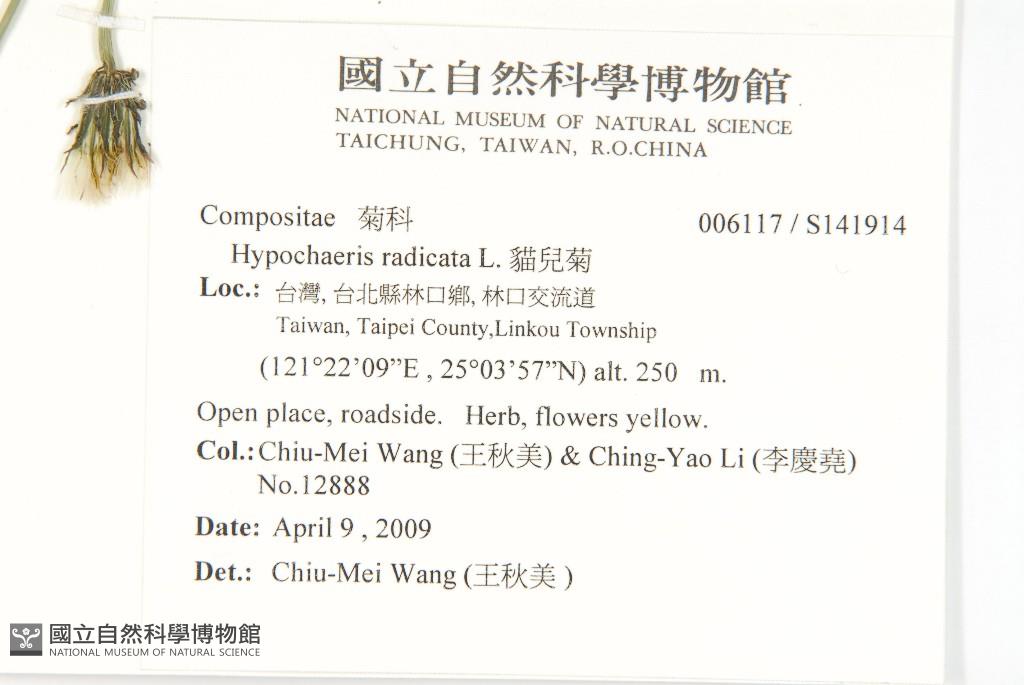 國立自然科學博物館
NATIONAL MUSEUM OF NATURAL SCIENCE
TAICHUNG, TAIWAN, R.O.CHINA
Compositae 菊科 006117 / S141914
Hypochaeris radicata L. 貓兒菊
Loc.: 台灣, 台北縣林口鄉, 林口交流道
Taiwan, Taipei County,Linkou Township
(121°22’09”E , 25°03’57”N) alt. 250 m.
Open place, roadside. Herb, flowers yellow.
Col.: Chiu-Mei Wang (王秋美) & Ching-Yao Li (李慶堯)
No.12888
Date: April 9 , 2009
Det.: Chiu-Mei Wang (王秋美 )
國立自然科學博物館
NATIONAL MUSEUM OF NATURAL SCIENCE